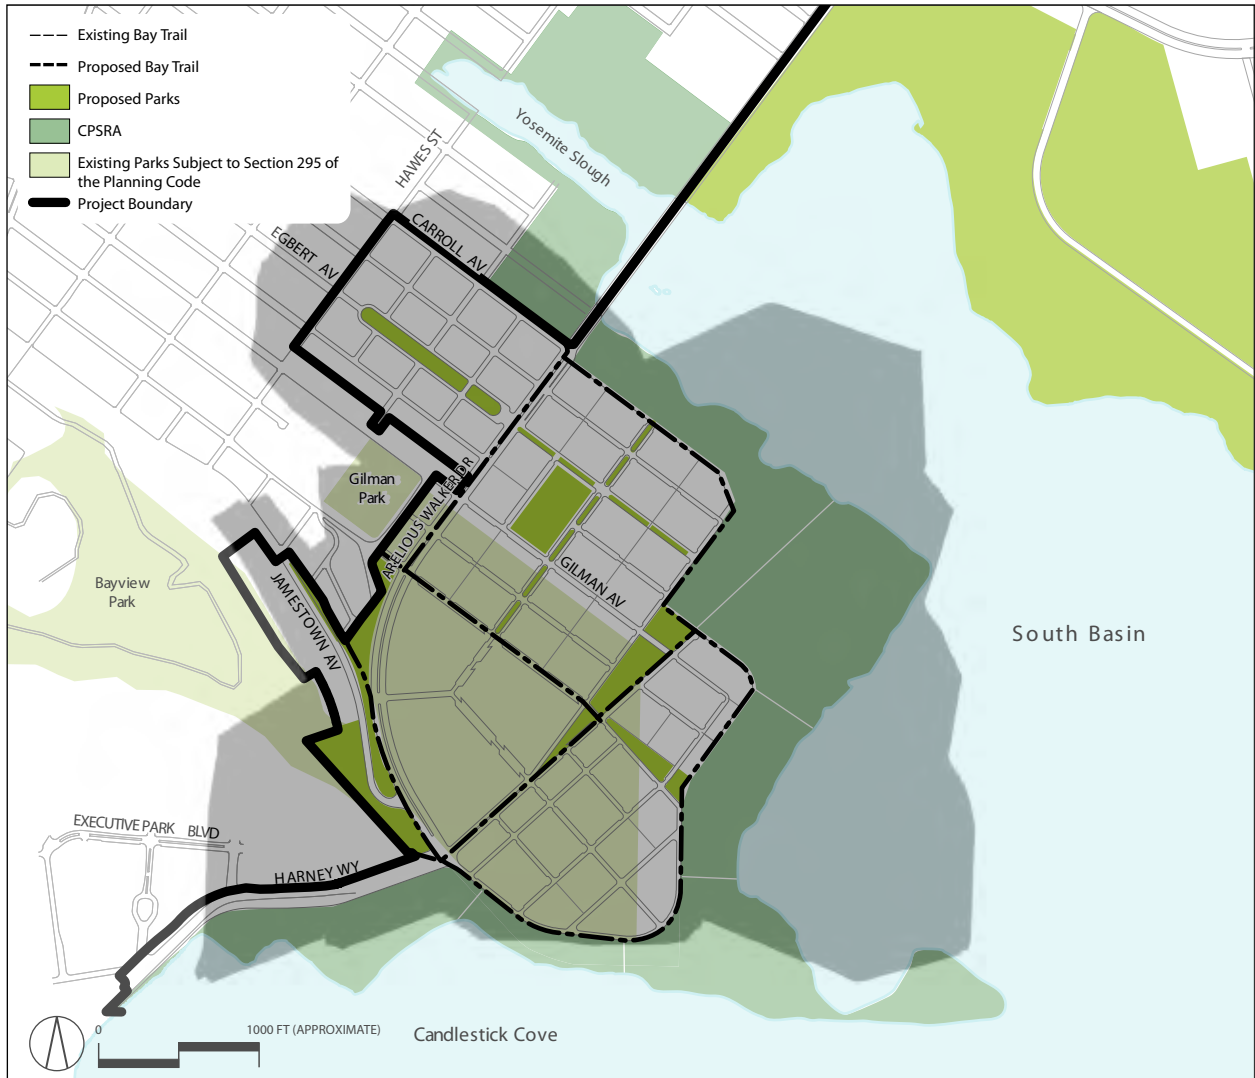 Existing Bay Trail
Proposed Bay Trail
Proposed Parks
CPSRA
Existing Parks Subject to Section 295 of
the Planning Code
Project Boundary
HAWES ST
Yosemite Slough
EGBERT AV
CARROLL AV
Gilman
Park
ARELIOUS WALKER DR
GILMAN AV
Bayview
Park
JAMESTOWN AV
South Basin
EXECUTIVE PARK BLVD
HARNEY WY
0
1000 FT (APPROXIMATE)
Candlestick Cove